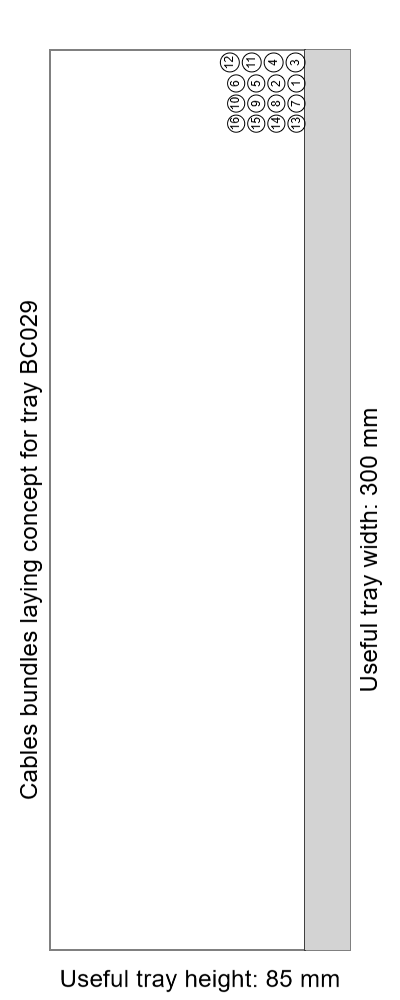 Cables bundles laying concept for tray BC029
12 11 4 3
6 5 2 1
10 9 8 7
16 15 14 13
Useful tray width: 300 mm
Useful tray height: 85 mm